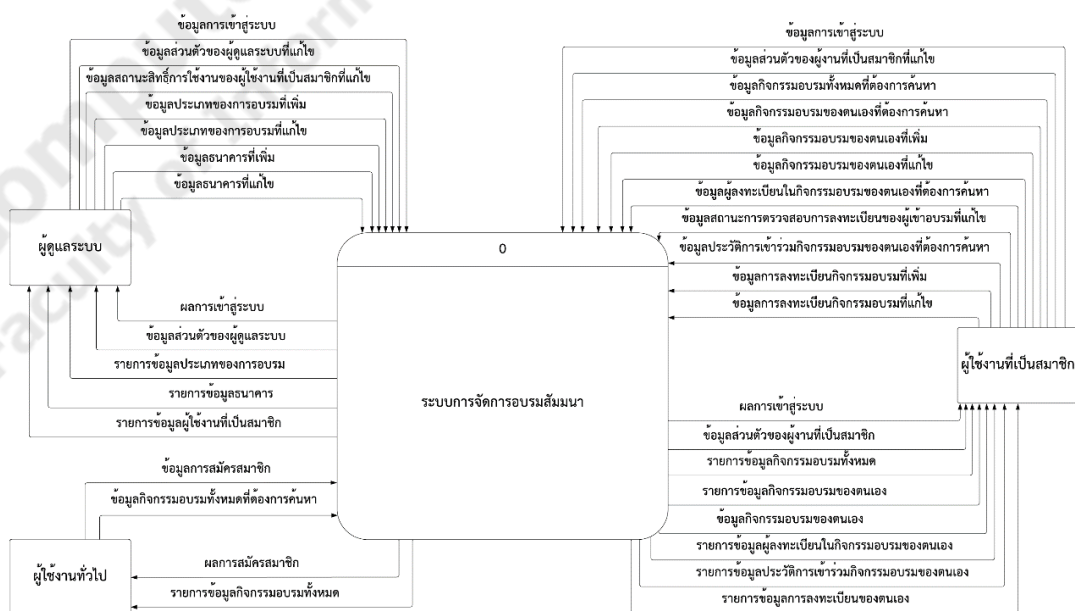 ข้อมูลการเข้าสู่ระบบ
ข้อมูลส่วนตัวของผู้ดูแลระบบที่แก้ไข
ข้อมูลสถานะสิทธิ์การใช้งานของผู้ใช้งานที่เป็นสมาชิกที่แก้ไข
ข้อมูลประเภทของการอบรมที่เพิ่ม
ข้อมูลประเภทของการอบรมที่แก้ไข
ข้อมูลธนาคารที่เพิ่ม
ข้อมูลธนาคารที่แก้ไข
ผู้ดูแลระบบ
ผลการเข้าสู่ระบบ
ข้อมูลส่วนตัวของผู้ดูแลระบบ
รายการข้อมูลประเภทของการอบรม
รายการข้อมูลธนาคาร
รายการข้อมูลผู้ใช้งานที่เป็นสมาชิก
ข้อมูลการสมัครสมาชิก
ข้อมูลกิจกรรมอบรมทั้งหมดที่ต้องการค้นหา
ผู้ใช้งานทั่วไป
ผลการสมัครสมาชิก
รายการข้อมูลกิจกรรมอบรมทั้งหมด
0
ระบบการจัดการอบรมสัมมนา
ข้อมูลการเข้าสู่ระบบ
ข้อมูลส่วนตัวของผู้งานที่เป็นสมาชิกที่แก้ไข
ข้อมูลกิจกรรมอบรมทั้งหมดที่ต้องการค้นหา
ข้อมูลกิจกรรมอบรมของตนเองที่ต้องการค้นหา
ข้อมูลกิจกรรมอบรมของตนเองที่เพิ่ม
ข้อมูลกิจกรรมอบรมของตนเองที่แก้ไข
ข้อมูลผู้ลงทะเบียนในกิจกรรมอบรมของตนเองที่ต้องการค้นหา
ข้อมูลสถานะการตรวจสอบการลงทะเบียนของผู้เข้าอบรมที่แก้ไข
ข้อมูลประวัติการเข้าร่วมกิจกรรมอบรมของตนเองที่ต้องการค้นหา
ข้อมูลการลงทะเบียนกิจกรรมอบรมที่เพิ่ม
ข้อมูลการลงทะเบียนกิจกรรมอบรมที่แก้ไข
ผู้ใช้งานที่เป็นสมาชิก
ผลการเข้าสู่ระบบ
ข้อมูลส่วนตัวของผู้งานที่เป็นสมาชิก
รายการข้อมูลกิจกรรมอบรมทั้งหมด
รายการข้อมูลกิจกรรมอบรมของตนเอง
ข้อมูลกิจกรรมอบรมของตนเอง
รายการข้อมูลผู้ลงทะเบียนในกิจกรรมอบรมของตนเอง
รายการข้อมูลประวัติการเข้าร่วมกิจกรรมอบรมของตนเอง
รายการข้อมูลการลงทะเบียนของตนเอง